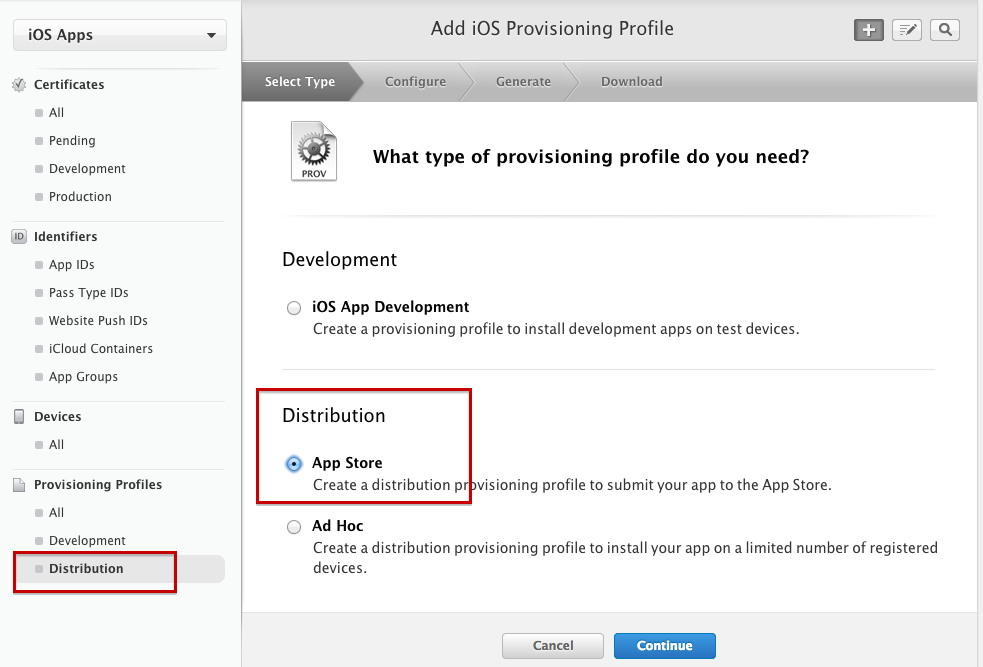 iOS Apps
Certificates
All
Pending
Development
Production
ID Identifiers
App IDs
Pass Type IDs
Website Push IDs
iCloud Containers
App Groups
Devices
All
Provisioning Profiles
All
Development
Distribution
Add iOS Provisioning Profile
Select Type Configure Generate Download
PROV
What type of provisioning profile do you need?
Development
iOS App Development
Create a provisioning profile to install development apps on test devices.
Distribution
App Store
Create a distribution provisioning profile to submit your app to the App Store.
Ad Hoc
Create a distribution provisioning profile to install your app on a limited number of registered
devices.
Cancel Continue